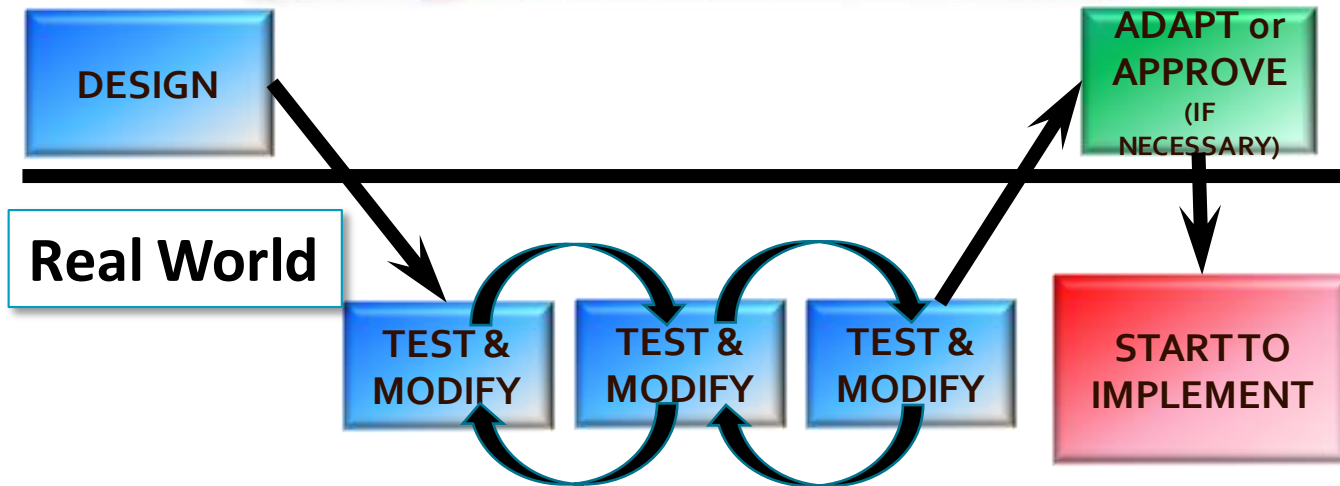 DESIGN
ADAPT or
APPROVE
(IF
NECESSARY)
Real World
TEST &
MODIFY
TEST &
MODIFY
TEST &
MODIFY
START TO
IMPLEMENT